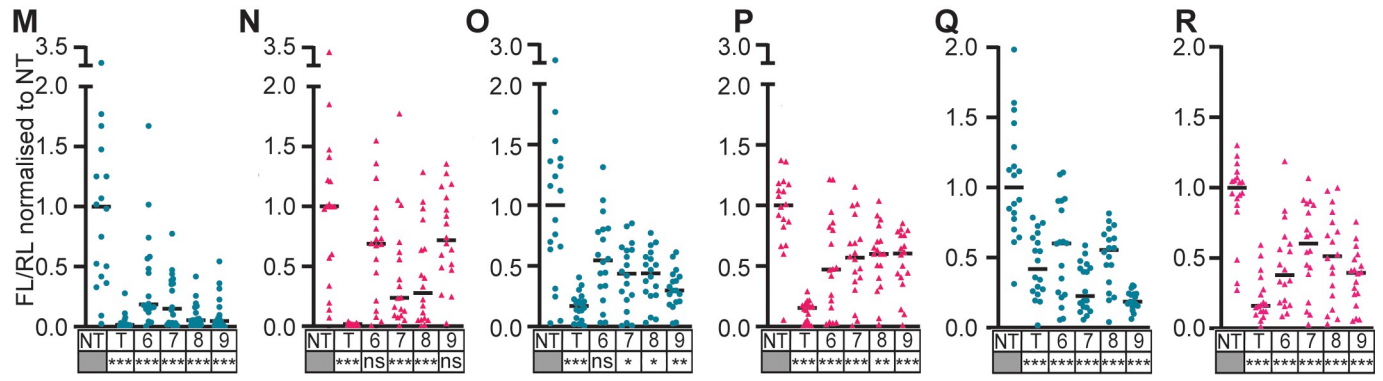 M N O P Q R
FL/RL normalised to NT
3.5 3.5 3.0 3.0 2.0 2.0
2.0 2.0 2.0 2.0
1.5 1.5 1.5 1.5 1.5 1.5
1.0 1.0 1.0 1.0 1.0 1.0
0.5 0.5 0.5 0.5 0.5 0.5
0.0 0.0 0.0 0.0 0.0 0.0
NT T 6 7 8 9 NT T 6 7 8 9 NT T 6 7 8 9 NT T 6 7 8 9 NT T 6 7 8 9 NT T 6 7 8 9
*** *** *** *** *** *** ns *** *** ns *** ns * * ** *** *** *** ** *** *** *** *** *** *** *** *** *** *** ***